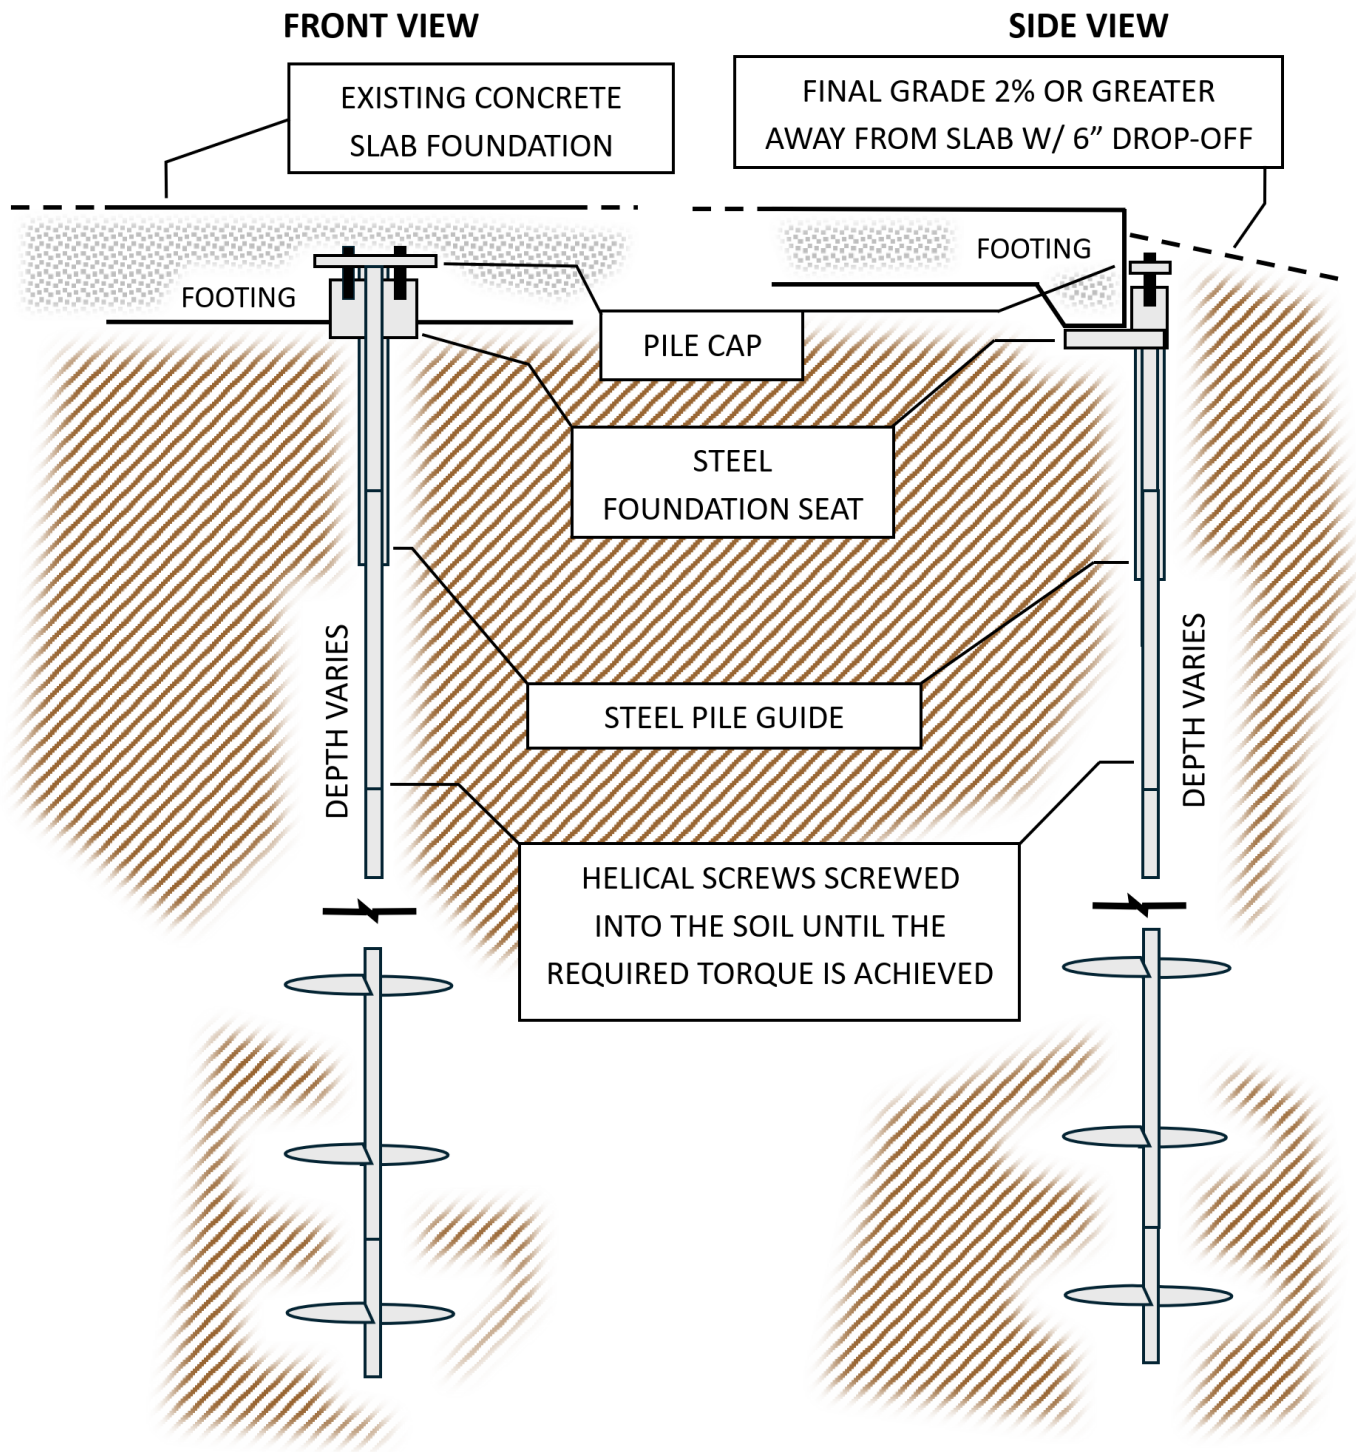 FRONT VIEW
SIDE VIEW
EXISTING CONCRETE
SLAB FOUNDATION
FINAL GRADE 2% OR GREATER
AWAY FROM SLAB W/ 6” DROP-OFF
FOOTING
FOOTING
PILE CAP
STEEL
FOUNDATION SEAT
STEEL PILE GUIDE
DEPTH VARIES
DEPTH VARIES
HELICAL SCREWS SCREWED
INTO THE SOIL UNTIL THE
REQUIRED TORQUE IS ACHIEVED